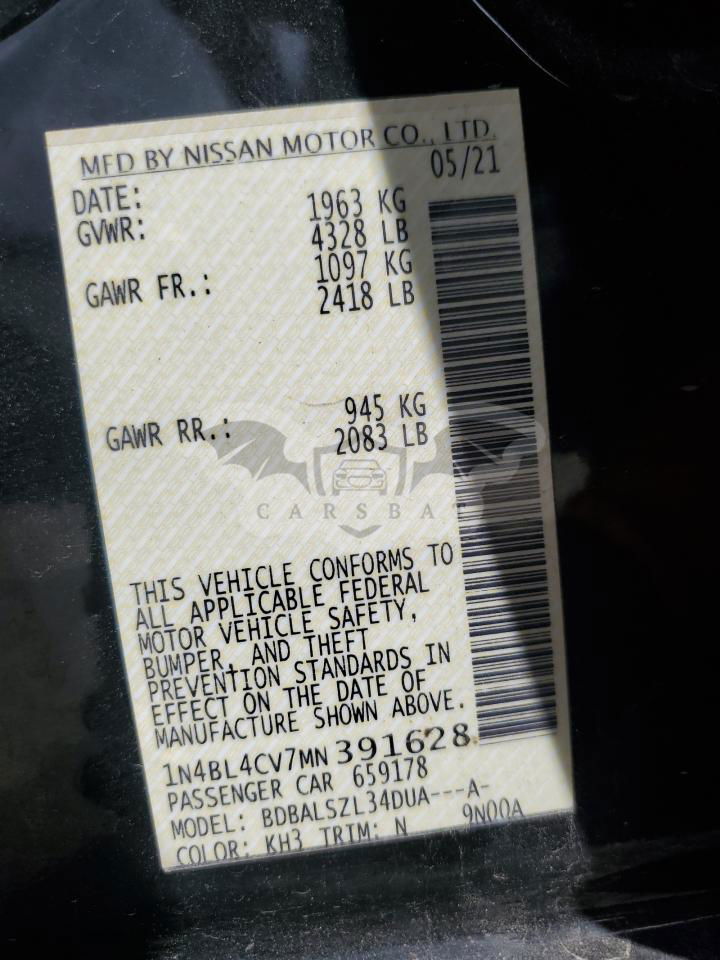 MFD BY NISSAN MOTOR CO., LTD.
DATE: 05/21
GVWR: 1963 KG
4328 LB
GAWR FR.: 1097 KG
2418 LB
GAWR RR.: 945 KG
2083 LB
CARSBAT
THIS VEHICLE CONFORMS TO
ALL APPLICABLE FEDERAL
MOTOR VEHICLE SAFETY,
BUMPER, AND THEFT
PREVENTION STANDARDS IN
EFFECT ON THE DATE OF
MANUFACTURE SHOWN ABOVE.
1N4BL4CV7MN391628
PASSENGER CAR 659178
MODEL: BDBALSZL34DUA---A-
COLOR: KH3 TRIM: N 9N00A